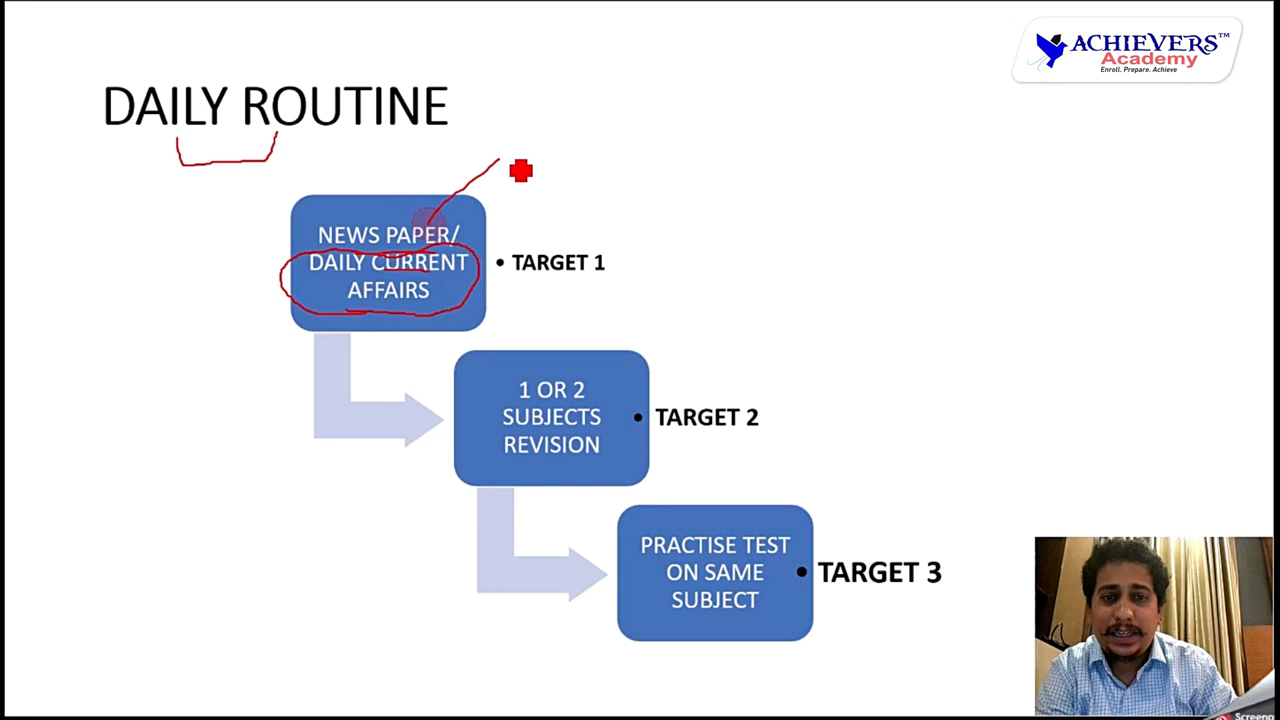 ACHIEVERS™
Academy
Enroll. Prepare. Achieve
DAILY ROUTINE
NEWS PAPER/
DAILY CURRENT
AFFAIRS
• TARGET 1
1 OR 2
SUBJECTS
REVISION
• TARGET 2
PRACTISE TEST
ON SAME
SUBJECT
• TARGET 3